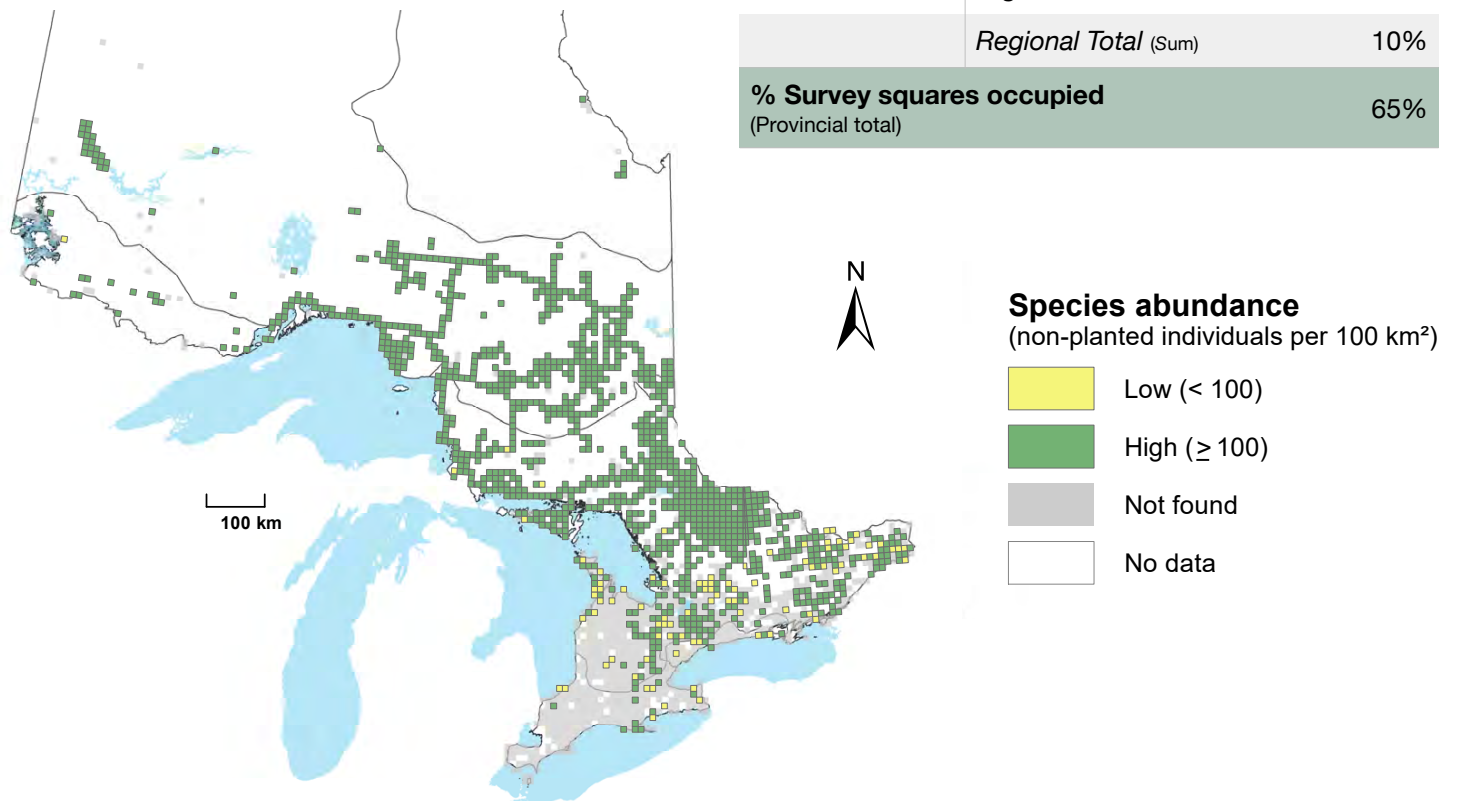 Regional Total (Sum) 10%
% Survey squares occupied
(Provincial total)
65%
N
Species abundance
(non-planted individuals per 100 km²)
Low (< 100)
High (≥ 100)
Not found
No data
100 km